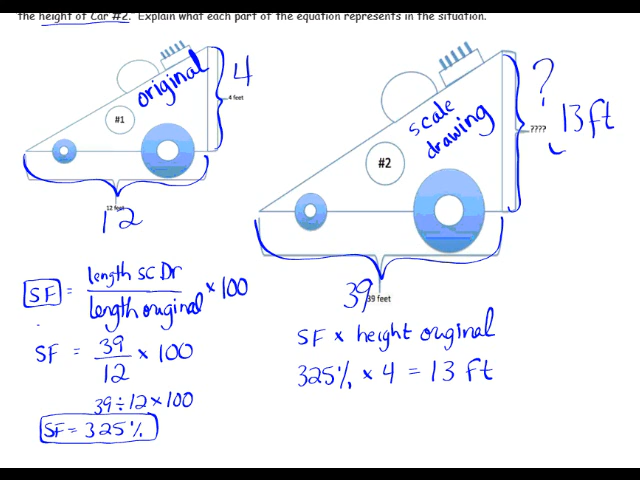 the height of Car #2. Explain what each part of the equation represents in the situation.
original
4
4 feet
#1
12 feet
12
?
scale
drawing
????
13 ft
#2
39
39 feet
SF = length SC Dr / length original × 100
SF = 39 / 12 × 100
39 ÷ 12 × 100
SF = 325%
SF × height original
325% × 4 = 13 ft